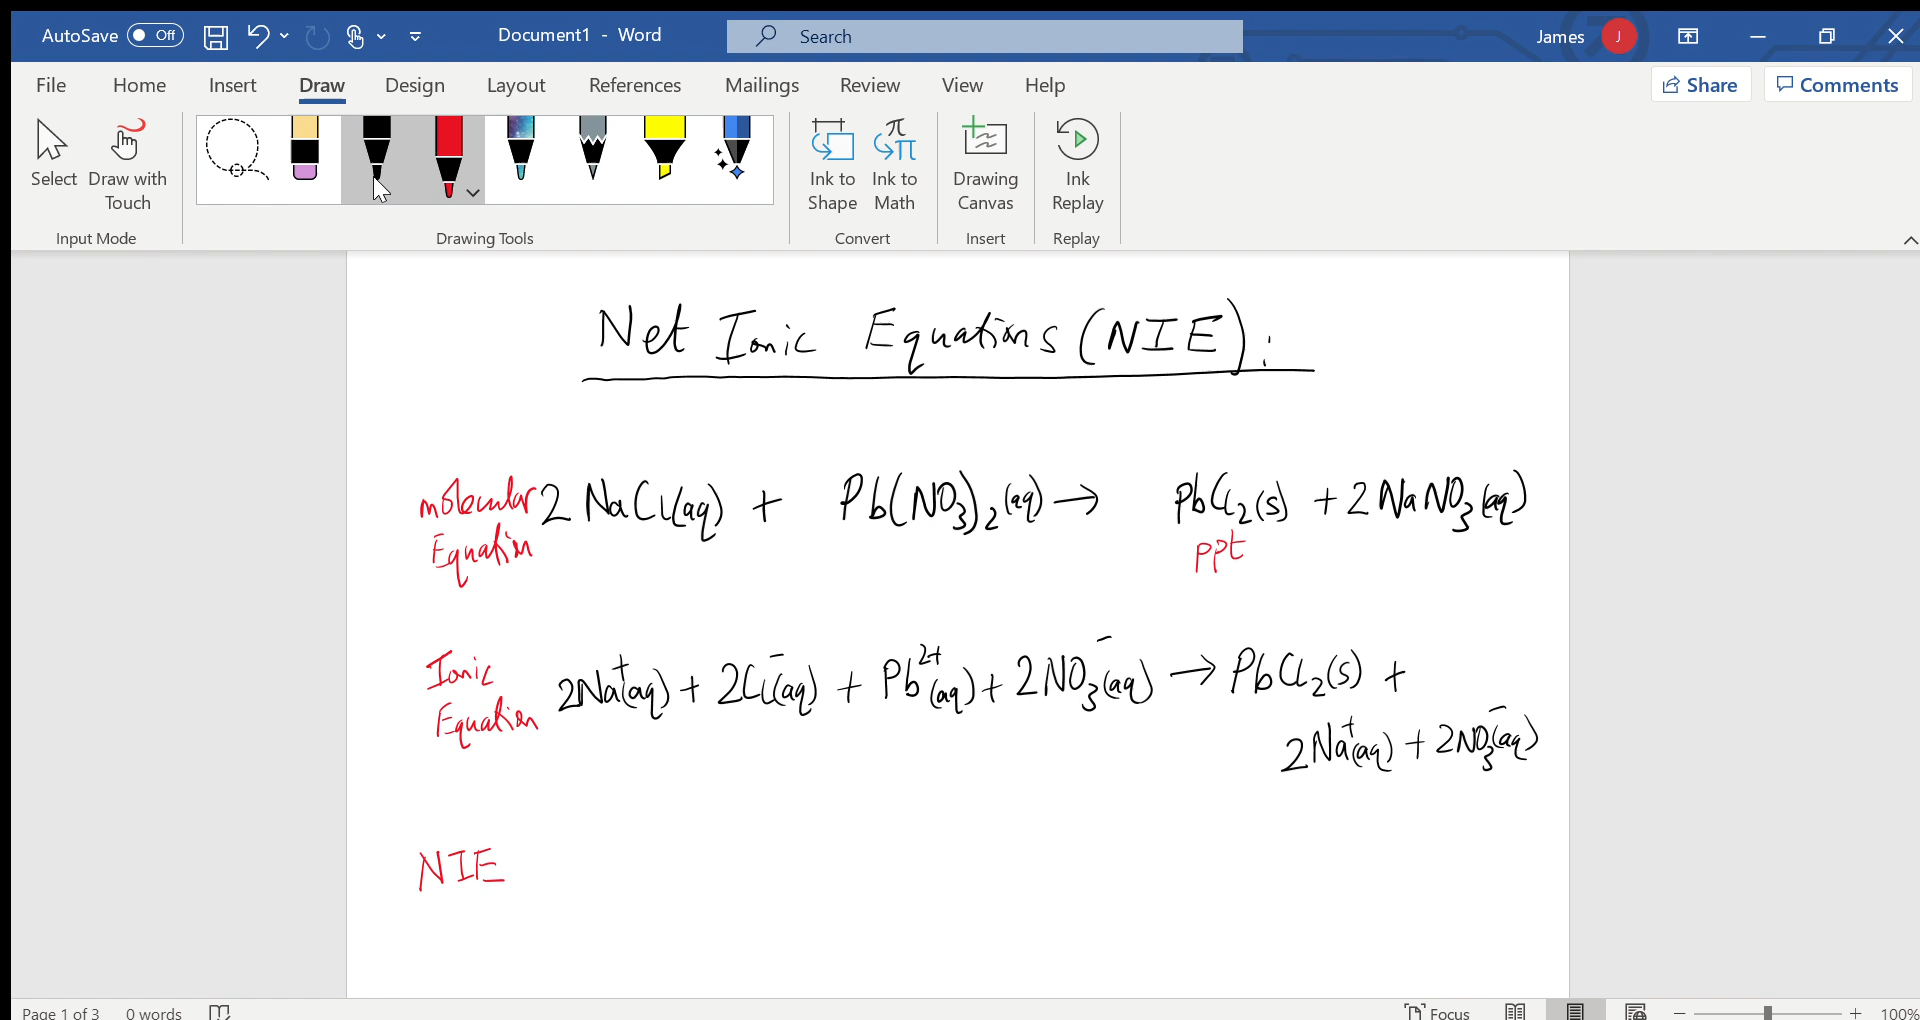 AutoSave Off Document1 - Word Search James J
File Home Insert Draw Design Layout References Mailings Review View Help Share Comments
Select Draw with Touch Ink to Shape Ink to Math Drawing Canvas Ink Replay
Input Mode Drawing Tools Convert Insert Replay
Net Ionic Equations (NIE):
molecular Equation 2 NaCl(aq) + Pb(NO₃)₂(aq) → PbCl₂(s) + 2 NaNO₃(aq)
ppt
Ionic Equation 2Na⁺(aq) + 2Cl⁻(aq) + Pb²⁺(aq) + 2NO₃⁻(aq) → PbCl₂(s) +
2Na⁺(aq) + 2NO₃⁻(aq)
NIE
Page 1 of 3 0 words Focus 100%